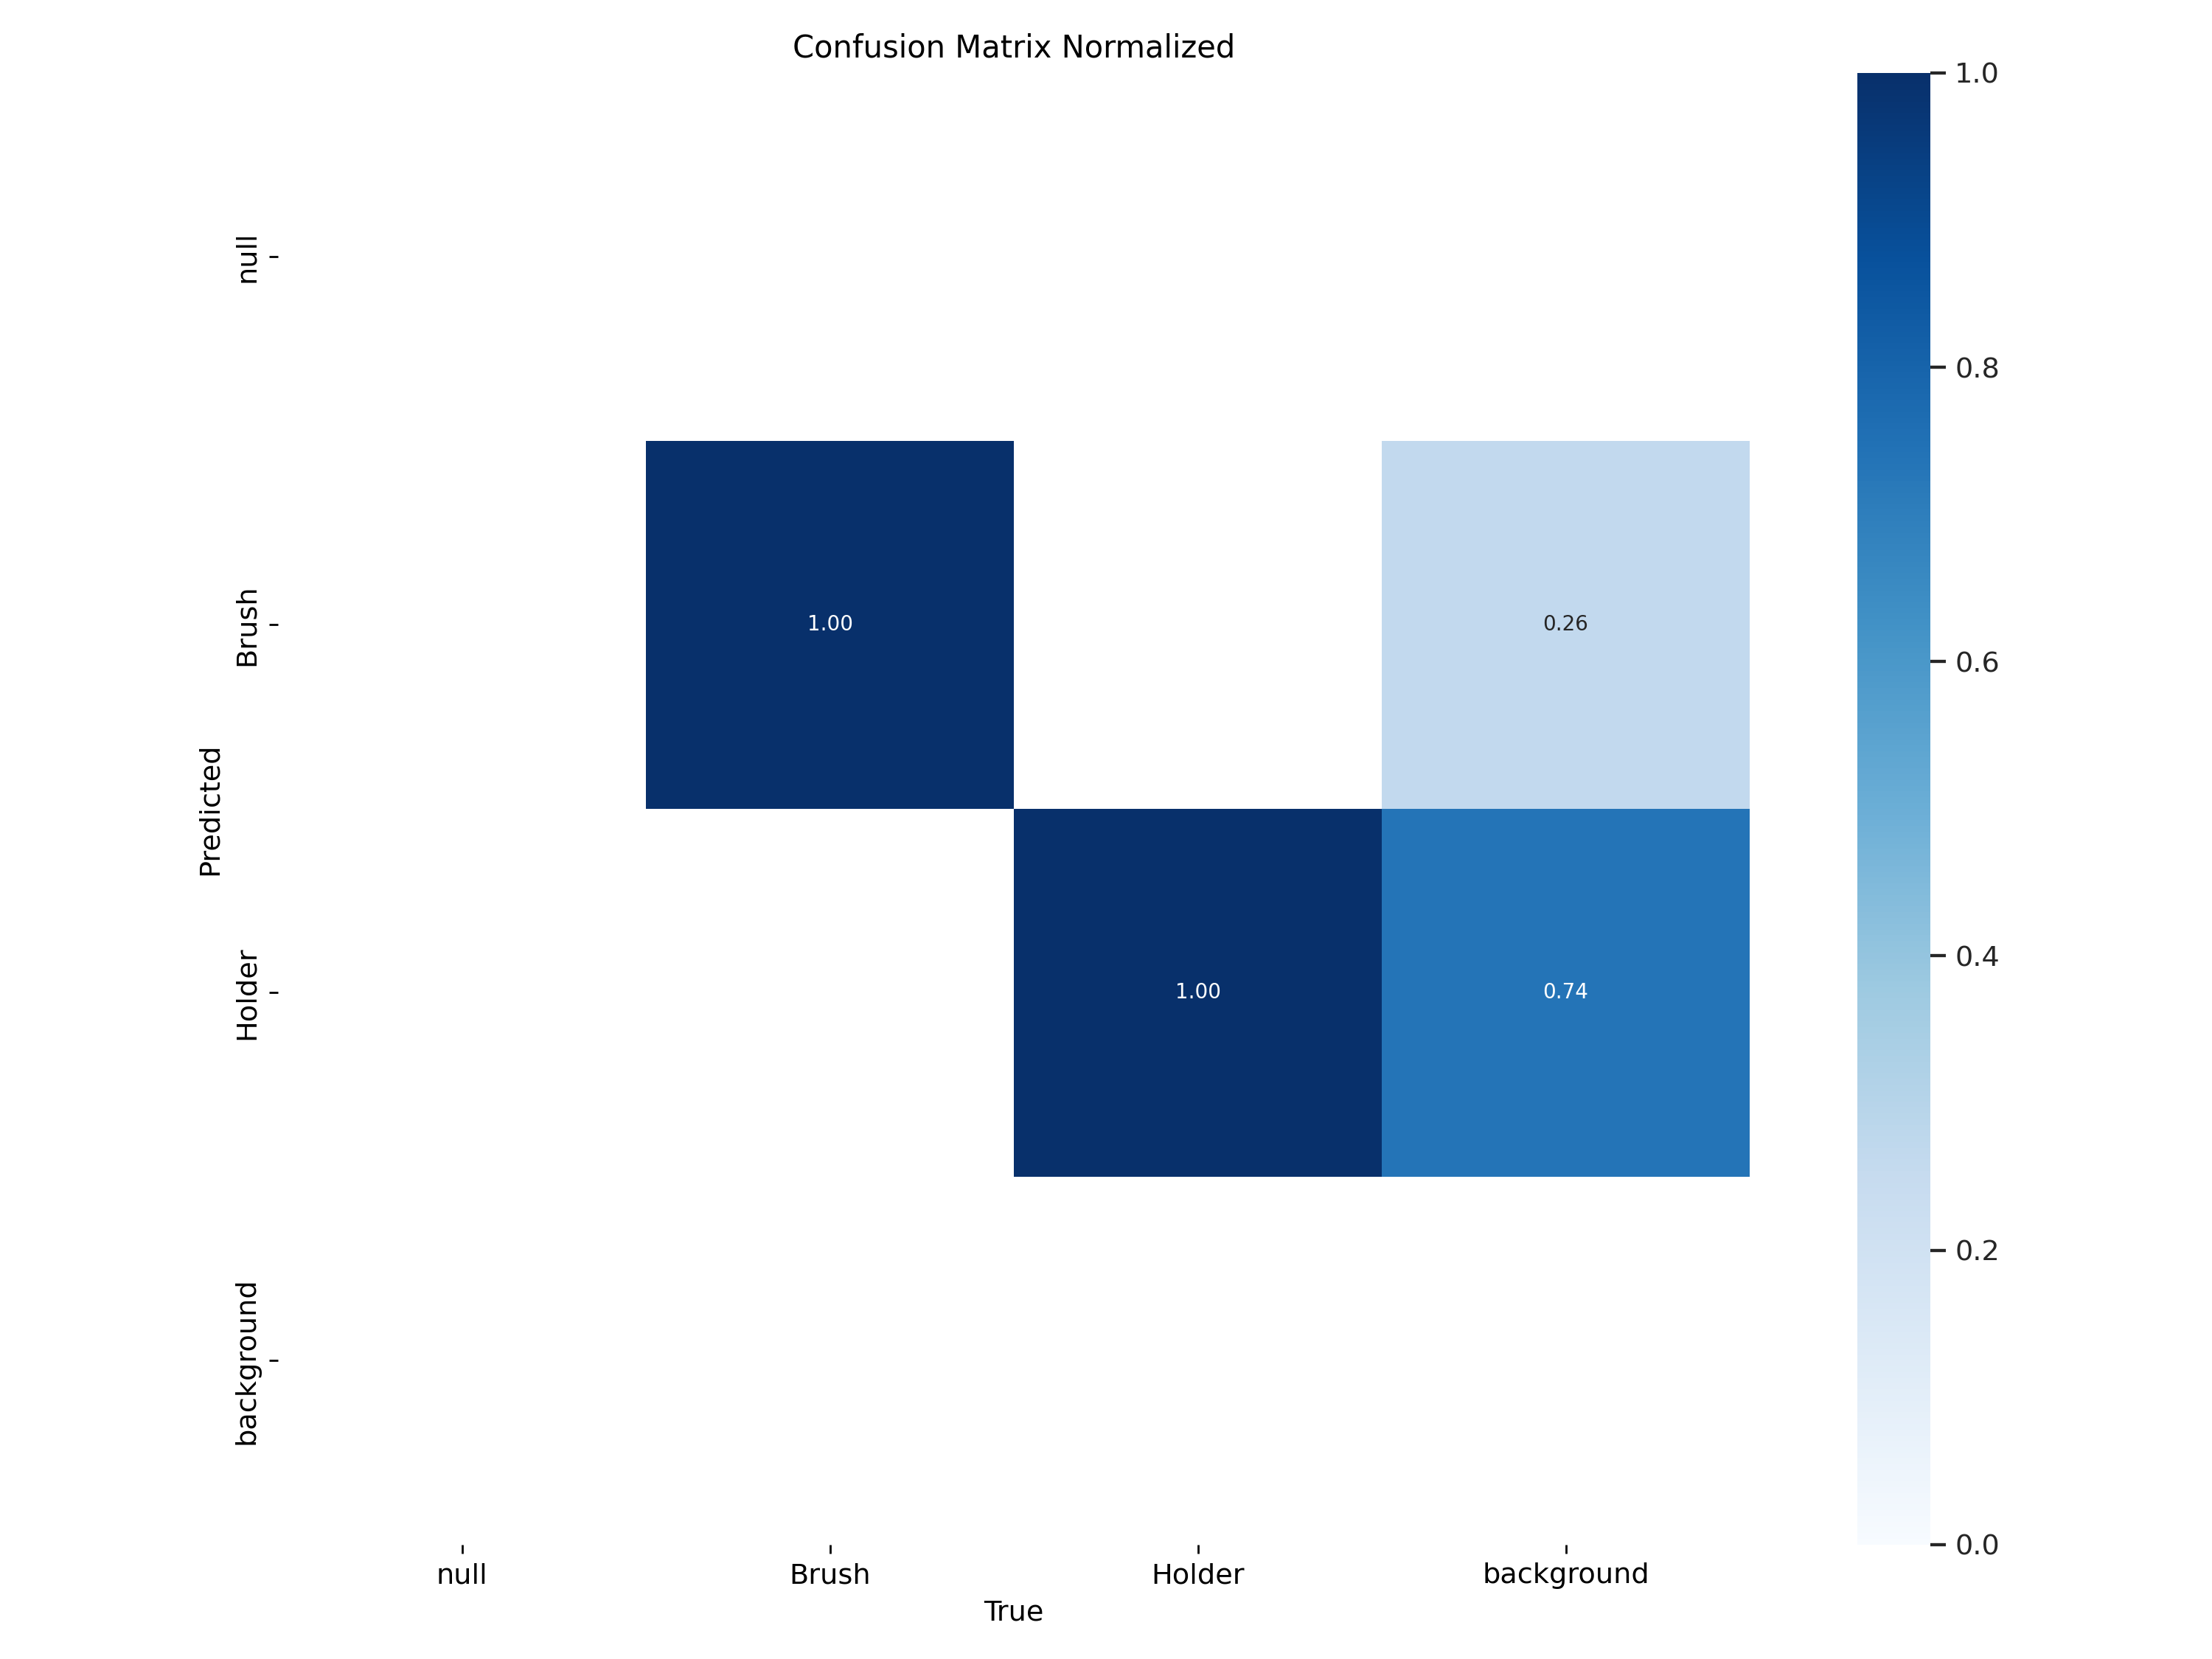 Confusion Matrix Normalized
1.0
0.8
0.6
0.4
0.2
0.0
Predicted
null
Brush
Holder
background
1.00
0.26
1.00
0.74
null
Brush
Holder
background
True